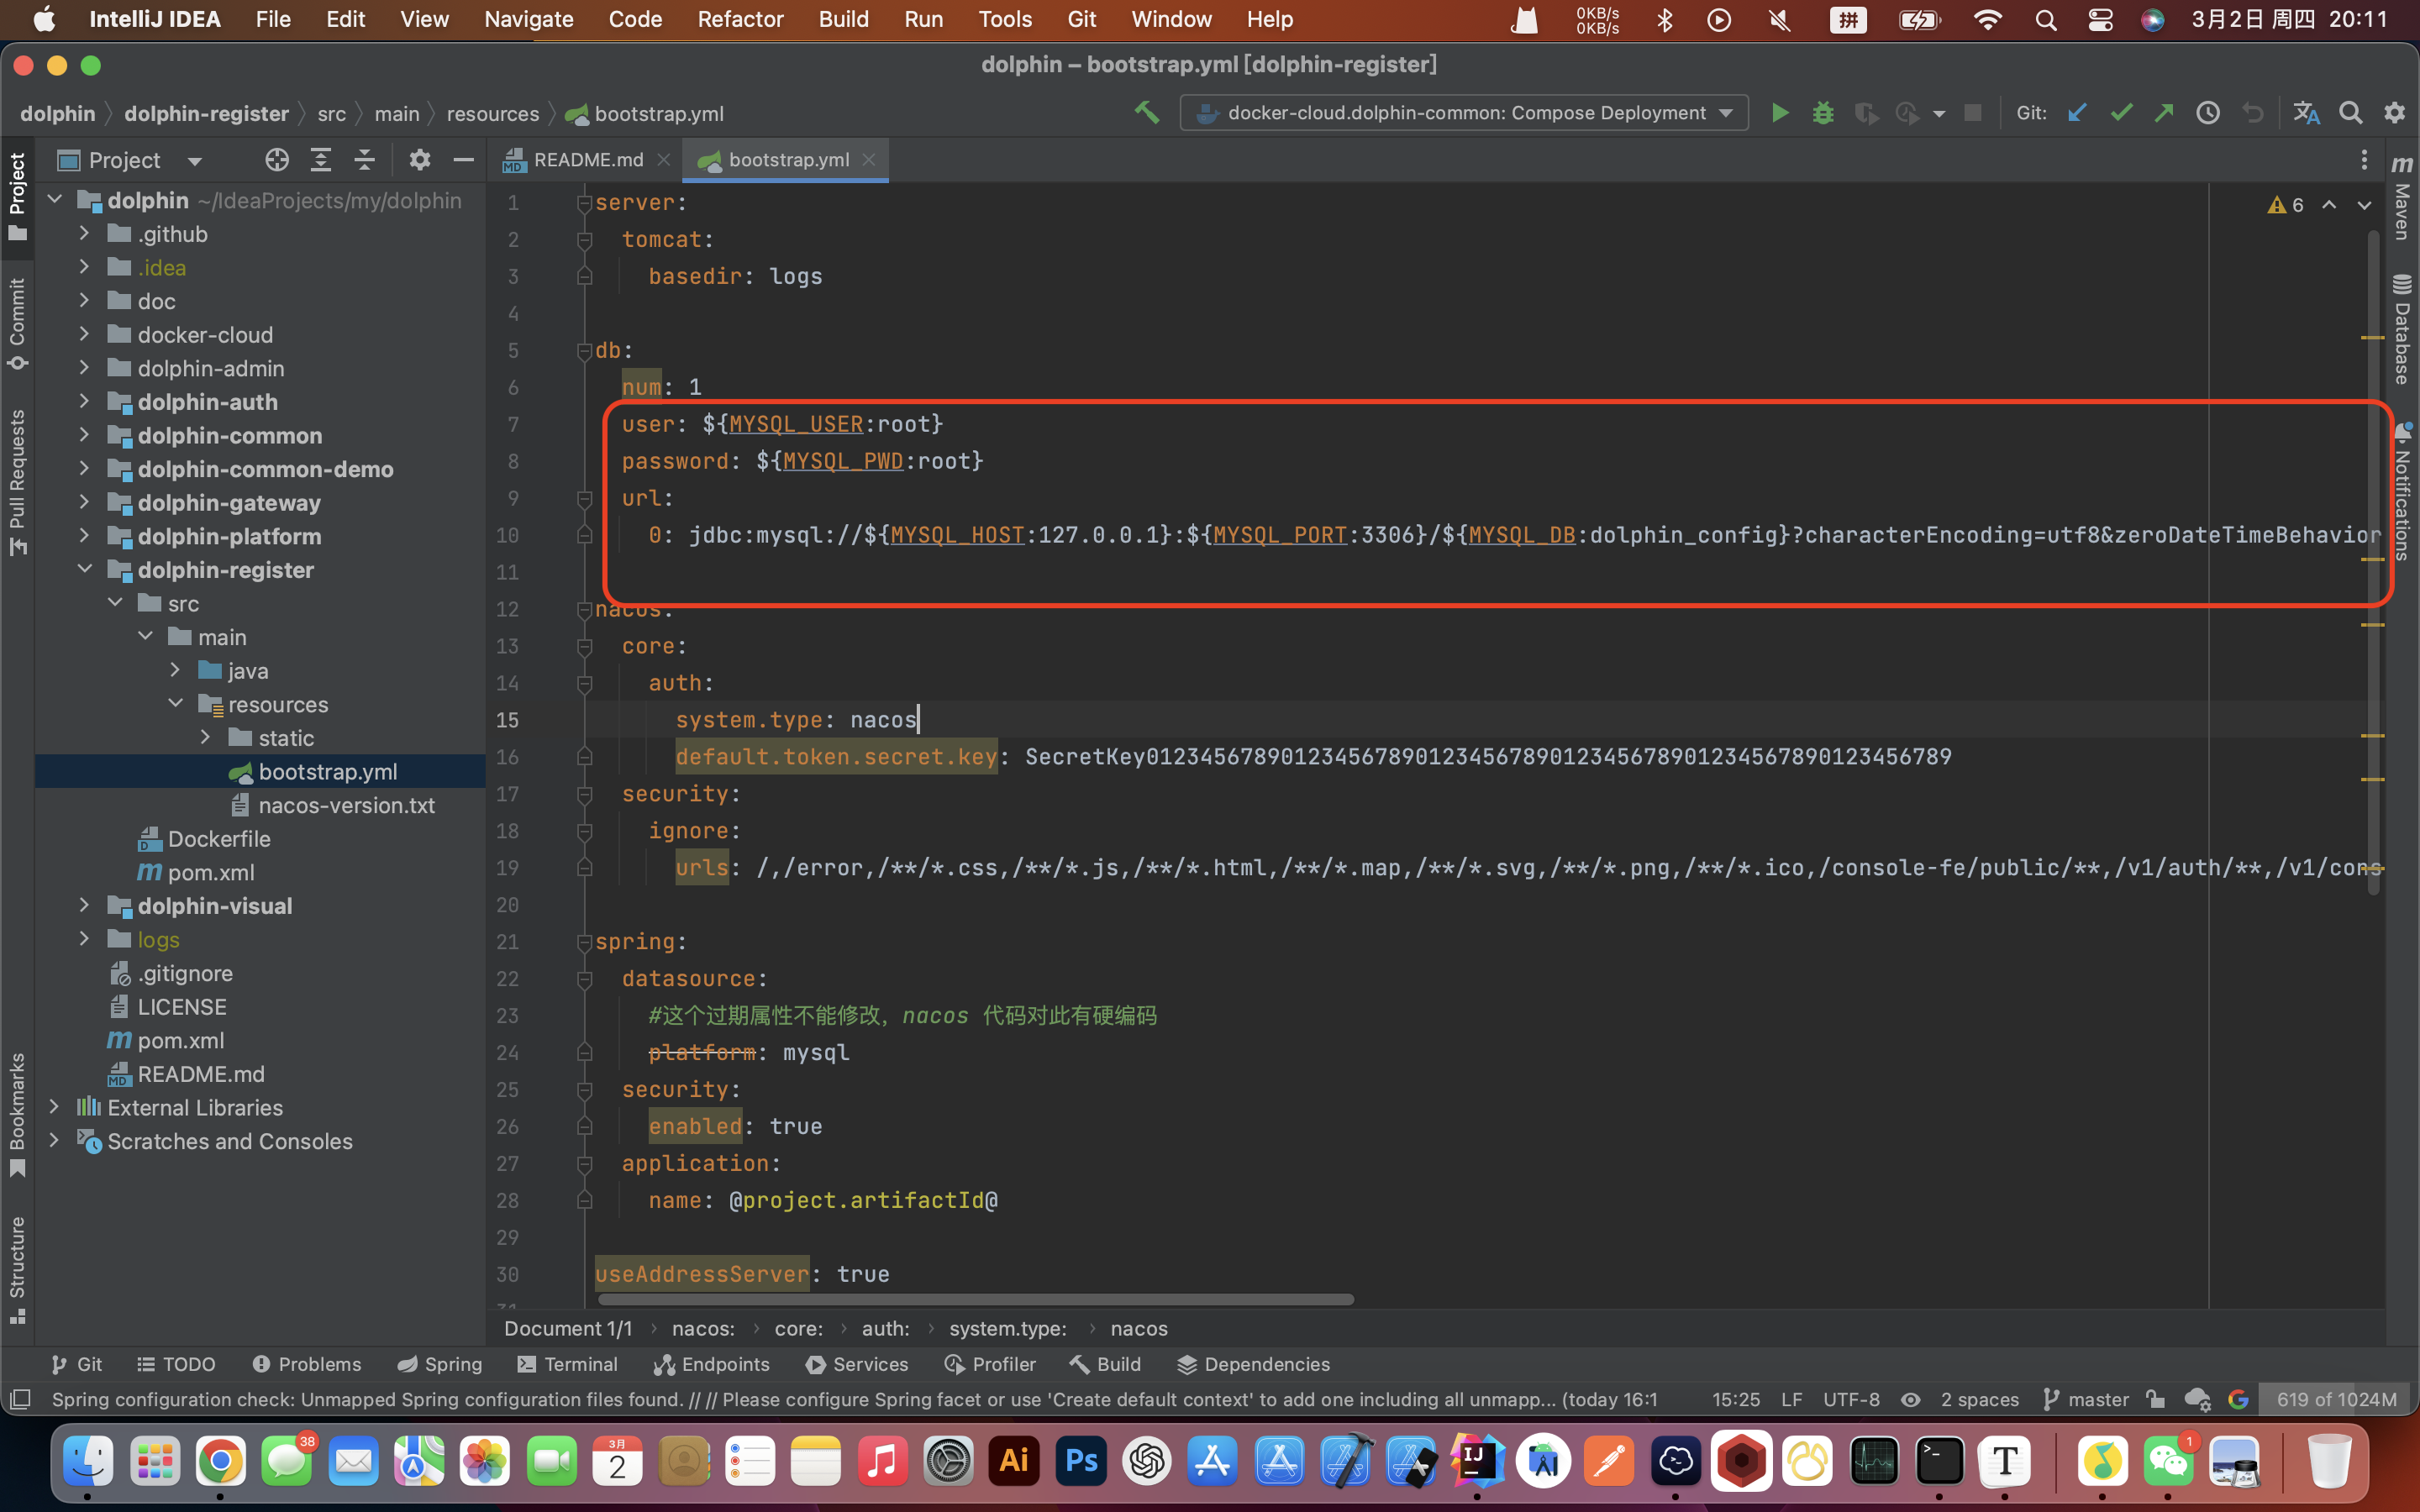 IntelliJ IDEA File Edit View Navigate Code Refactor Build Run Tools Git Window Help 0KB/s 0KB/s 拼 3月2日 周四 20:11
dolphin – bootstrap.yml [dolphin-register]
dolphin dolphin-register src main resources bootstrap.yml docker-cloud.dolphin-common: Compose Deployment Git:
Project
README.md
bootstrap.yml
Project
Commit
Pull Requests
Bookmarks
Structure
dolphin ~/IdeaProjects/my/dolphin
.github
.idea
doc
docker-cloud
dolphin-admin
dolphin-auth
dolphin-common
dolphin-common-demo
dolphin-gateway
dolphin-platform
dolphin-register
src
main
java
resources
static
bootstrap.yml
nacos-version.txt
Dockerfile
pom.xml
dolphin-visual
logs
.gitignore
LICENSE
pom.xml
README.md
External Libraries
Scratches and Consoles
1 server:
2 tomcat:
3 basedir: logs
4
5 db:
6 num: 1
7 user: ${MYSQL_USER:root}
8 password: ${MYSQL_PWD:root}
9 url:
10 0: jdbc:mysql://${MYSQL_HOST:127.0.0.1}:${MYSQL_PORT:3306}/${MYSQL_DB:dolphin_config}?characterEncoding=utf8&zeroDateTimeBehavior
11
12 nacos:
13 core:
14 auth:
15 system.type: nacos
16 default.token.secret.key: SecretKey012345678901234567890123456789012345678901234567890123456789
17 security:
18 ignore:
19 urls: /,/error,/**/*.css,/**/*.js,/**/*.html,/**/*.map,/**/*.svg,/**/*.png,/**/*.ico,/console-fe/public/**,/v1/auth/**,/v1/cons
20
21 spring:
22 datasource:
23 #这个过期属性不能修改，nacos 代码对此有硬编码
24 platform: mysql
25 security:
26 enabled: true
27 application:
28 name: @project.artifactId@
29
30 useAddressServer: true
31
6
Maven
Database
Notifications
Document 1/1 nacos: core: auth: system.type: nacos
Git TODO Problems Spring Terminal Endpoints Services Profiler Build Dependencies
Spring configuration check: Unmapped Spring configuration files found. // // Please configure Spring facet or use 'Create default context' to add one including all unmapp... (today 16:1 15:25 LF UTF-8 2 spaces master 619 of 1024M
38
3月
2
Ai
Ps
IJ
T
1